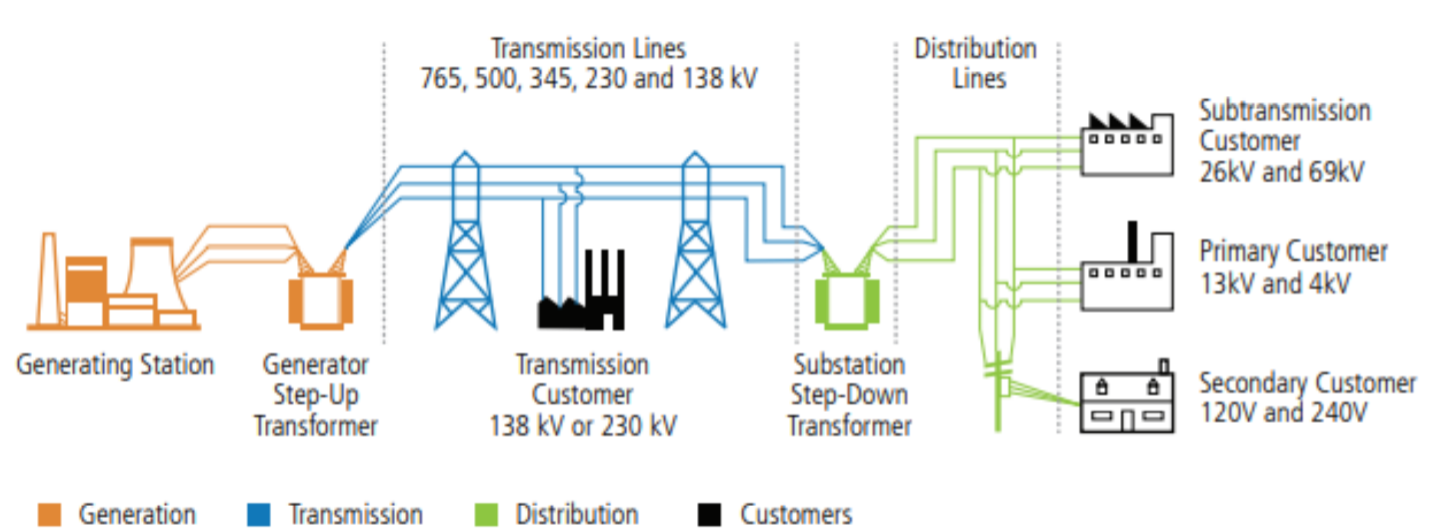 Transmission Lines
765, 500, 345, 230 and 138 kV
Distribution
Lines
Subtransmission
Customer
26kV and 69kV
Primary Customer
13kV and 4kV
Secondary Customer
120V and 240V
Generating Station
Generator
Step-Up
Transformer
Transmission
Customer
138 kV or 230 kV
Substation
Step-Down
Transformer
Generation
Transmission
Distribution
Customers